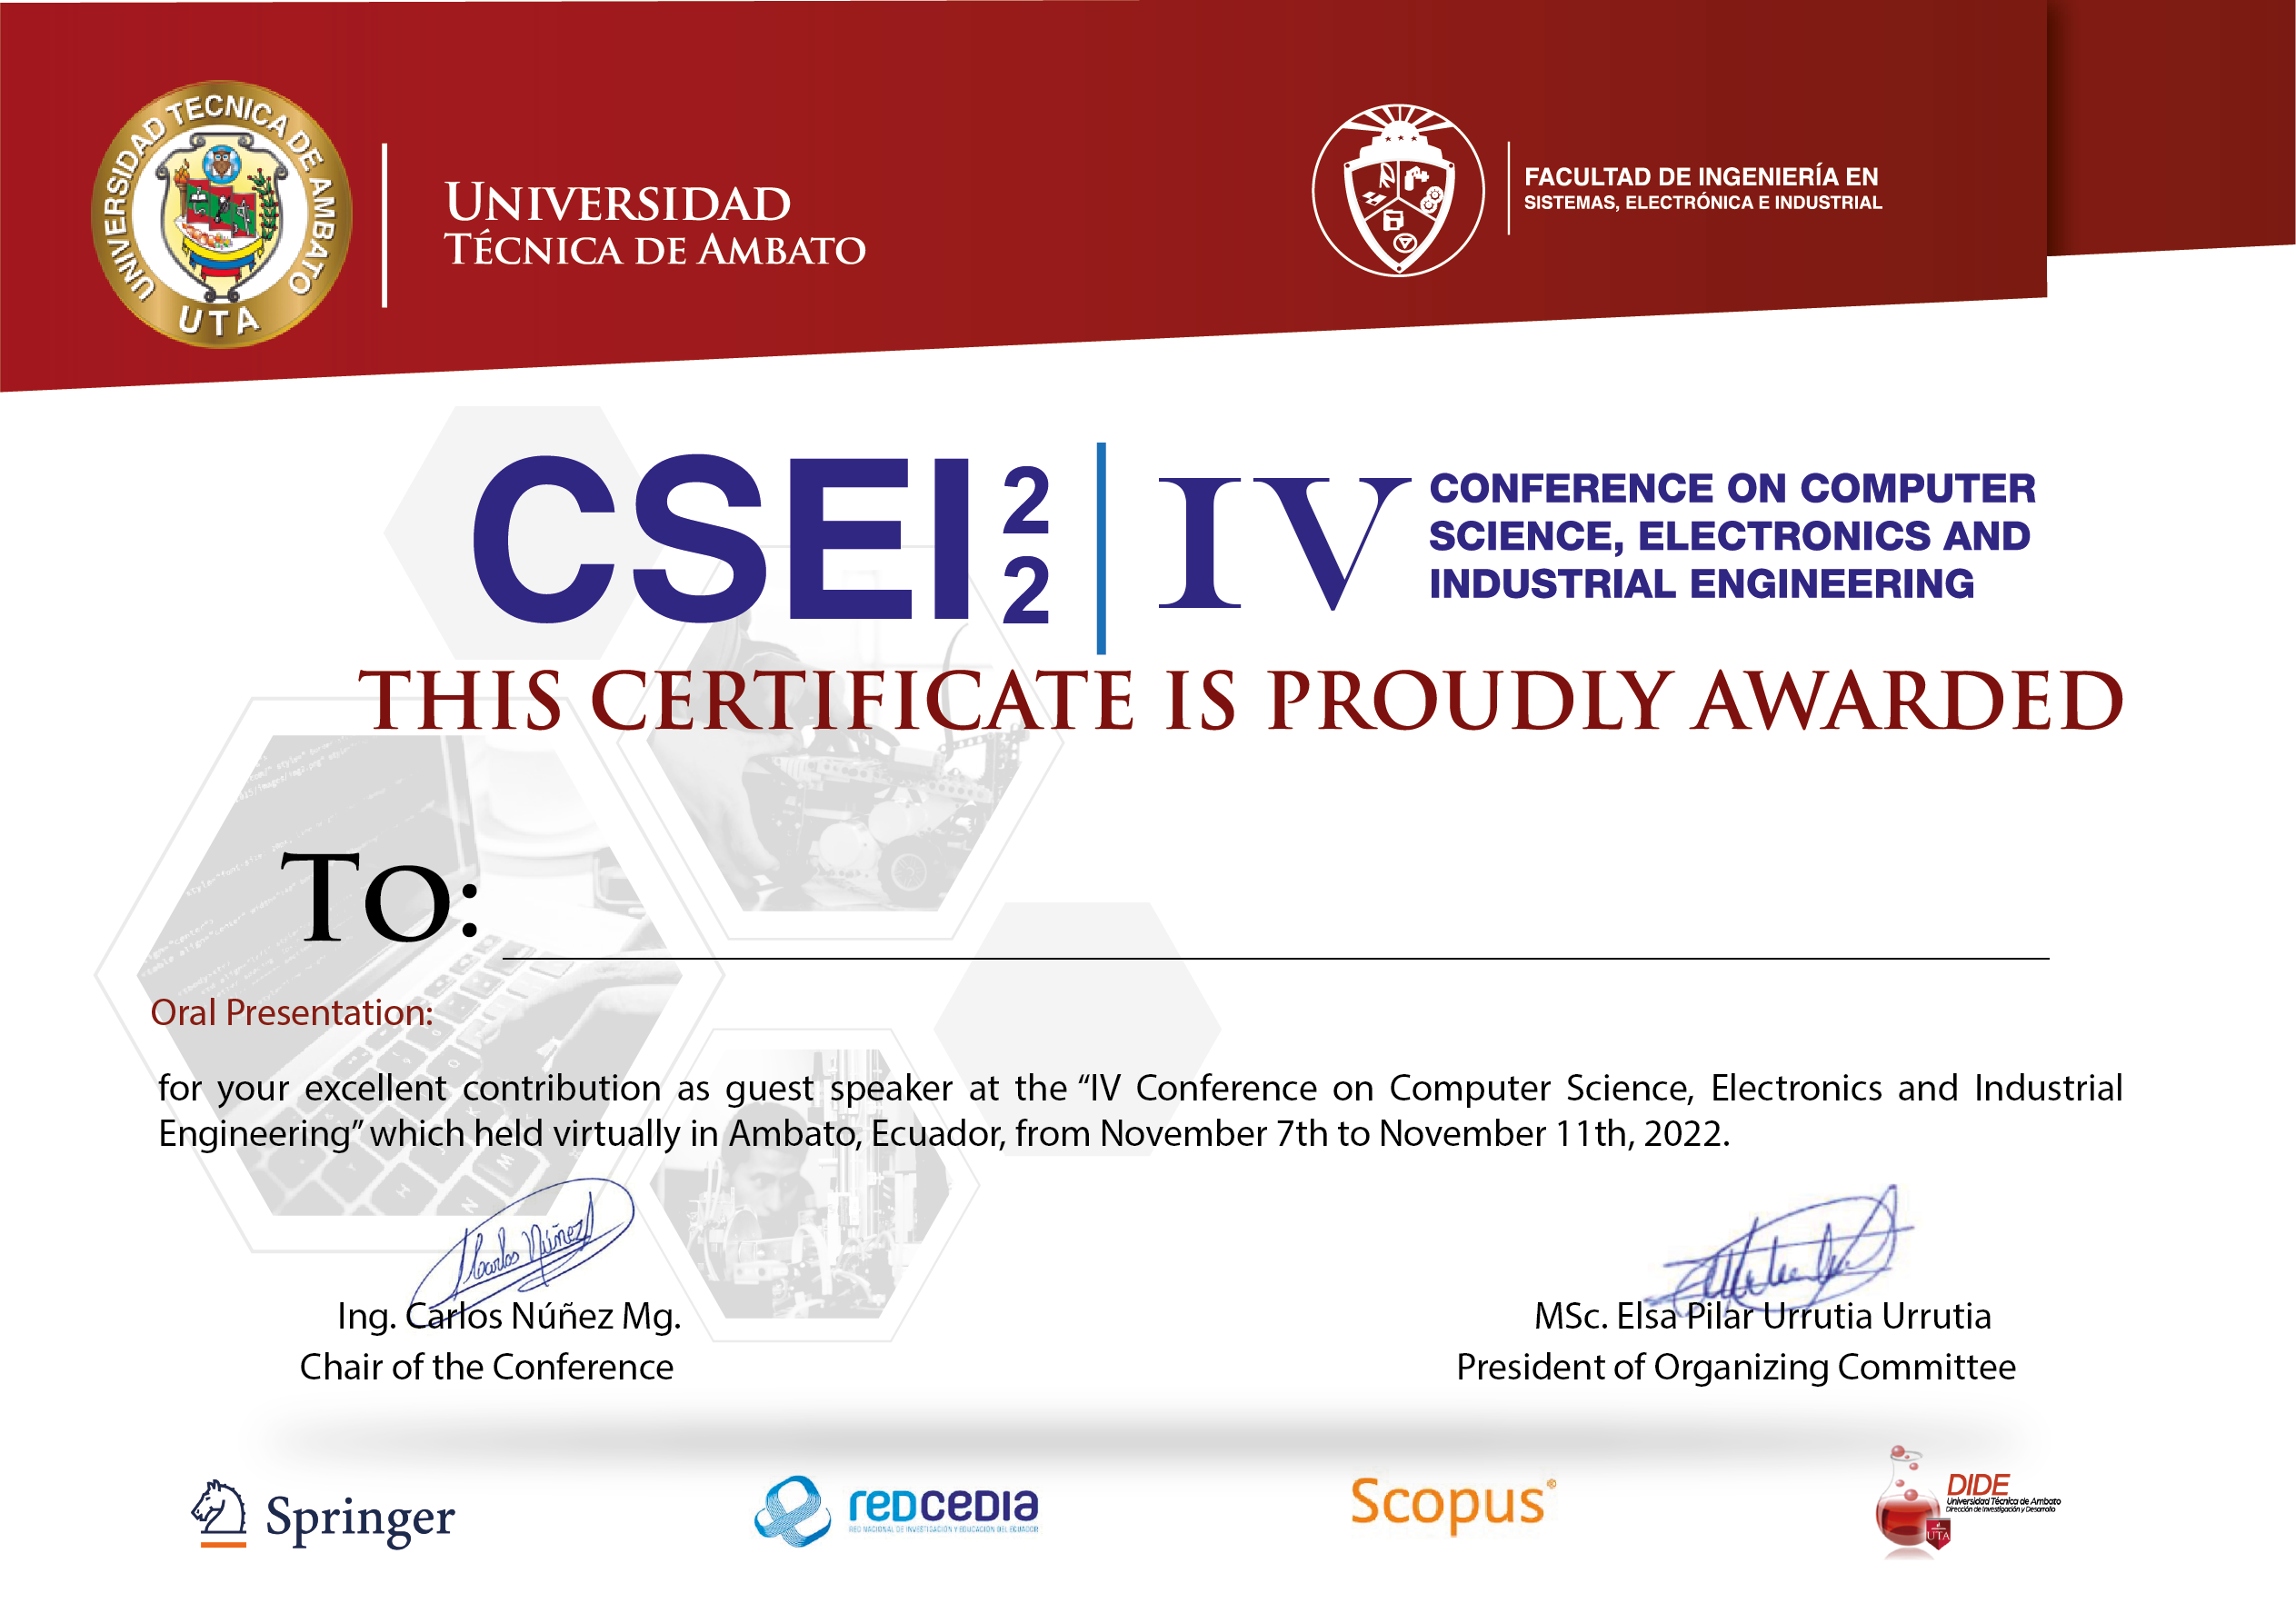 UNIVERSIDAD TECNICA DE AMBATO
UTA
UNIVERSIDAD
TÉCNICA DE AMBATO
FACULTAD DE INGENIERÍA EN
SISTEMAS, ELECTRÓNICA E INDUSTRIAL
CSEI 22
IV
CONFERENCE ON COMPUTER
SCIENCE, ELECTRONICS AND
INDUSTRIAL ENGINEERING
THIS CERTIFICATE IS PROUDLY AWARDED
TO:
Oral Presentation:
for your excellent contribution as guest speaker at the “IV Conference on Computer Science, Electronics and Industrial
Engineering” which held virtually in Ambato, Ecuador, from November 7th to November 11th, 2022.
Carlos Núñez
Ing. Carlos Núñez Mg.
Chair of the Conference
MSc. Elsa Pilar Urrutia Urrutia
President of Organizing Committee
Springer
redcedia
RED NACIONAL DE INVESTIGACIÓN Y EDUCACIÓN DEL ECUADOR
Scopus®
DIDE
Universidad Técnica de Ambato
Dirección de Investigación y Desarrollo
UTA